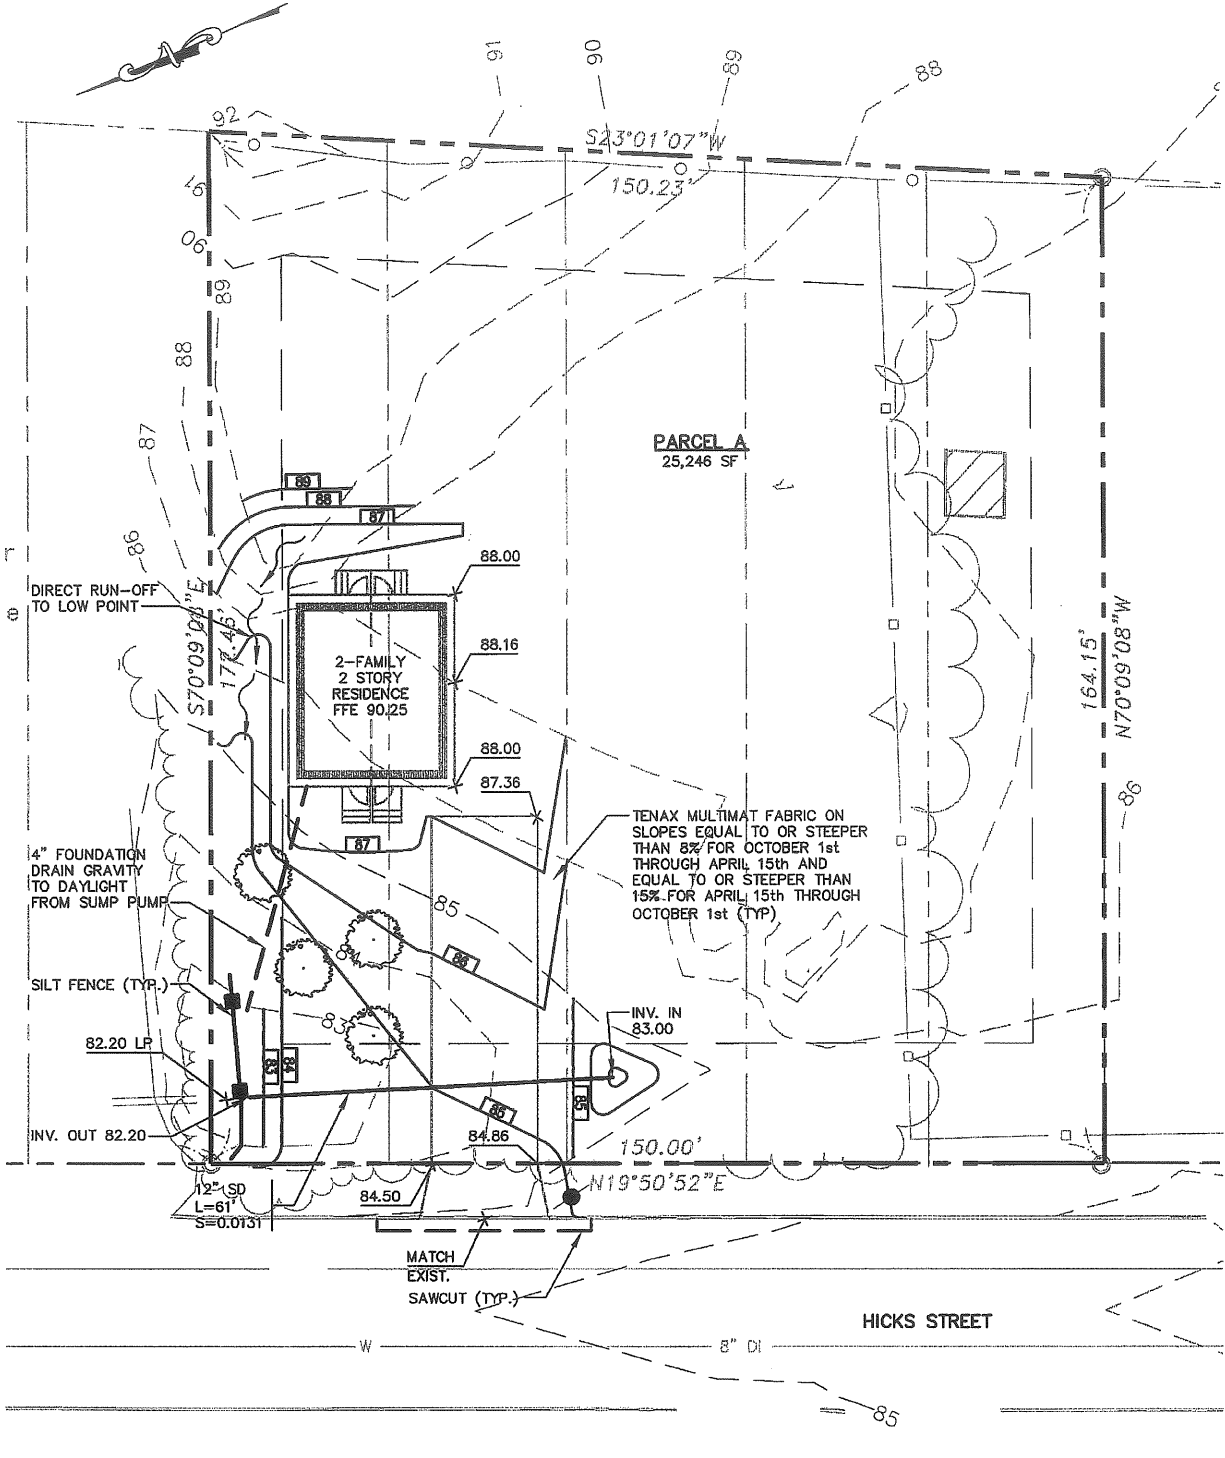 N
91
90
89
88
92
S23°01'07"W
150.23'
91
90
89
88
87
86
PARCEL A
25,246 SF
89
88
87
88.00
DIRECT RUN-OFF
TO LOW POINT
S70°09'08"E
88.16
2-FAMILY
2 STORY
RESIDENCE
FFE 90.25
164.15'
N70°09'08"W
88.00
87.36
86
TENAX MULTIMAT FABRIC ON
SLOPES EQUAL TO OR STEEPER
THAN 8% FOR OCTOBER 1st
THROUGH APRIL 15th AND
EQUAL TO OR STEEPER THAN
15% FOR APRIL 15th THROUGH
OCTOBER 1st (TYP)
87
4" FOUNDATION
DRAIN GRAVITY
TO DAYLIGHT
FROM SUMP PUMP
85
84
86
SILT FENCE (TYP.)
INV. IN
83.00
83
82.20 LP
83
84
85
85
INV. OUT 82.20
84.86
150.00'
N19°50'52"E
12" SD
L=61'
S=0.0131
84.50
MATCH
EXIST.
SAWCUT (TYP.)
HICKS STREET
W
8" DI
85